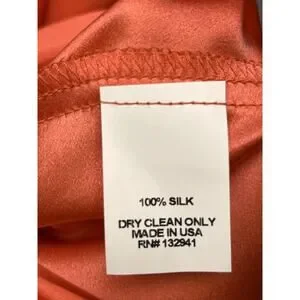 100% SILK
DRY CLEAN ONLY
MADE IN USA
RN# 132941